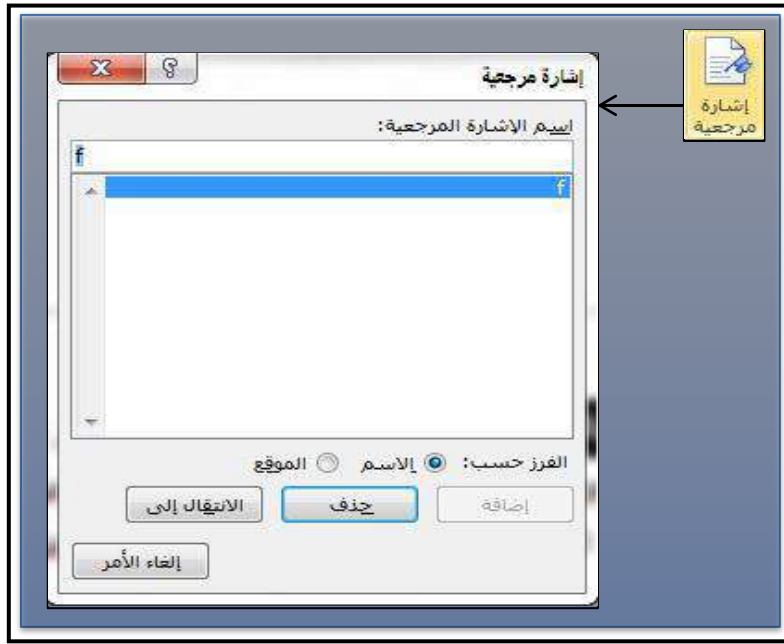 إشارة مرجعية
إشارة
مرجعية
اسم الإشارة المرجعية:
f
f
الفرز حسب: الاسم الموقع
إضافة حذف الانتقال إلى
إلغاء الأمر